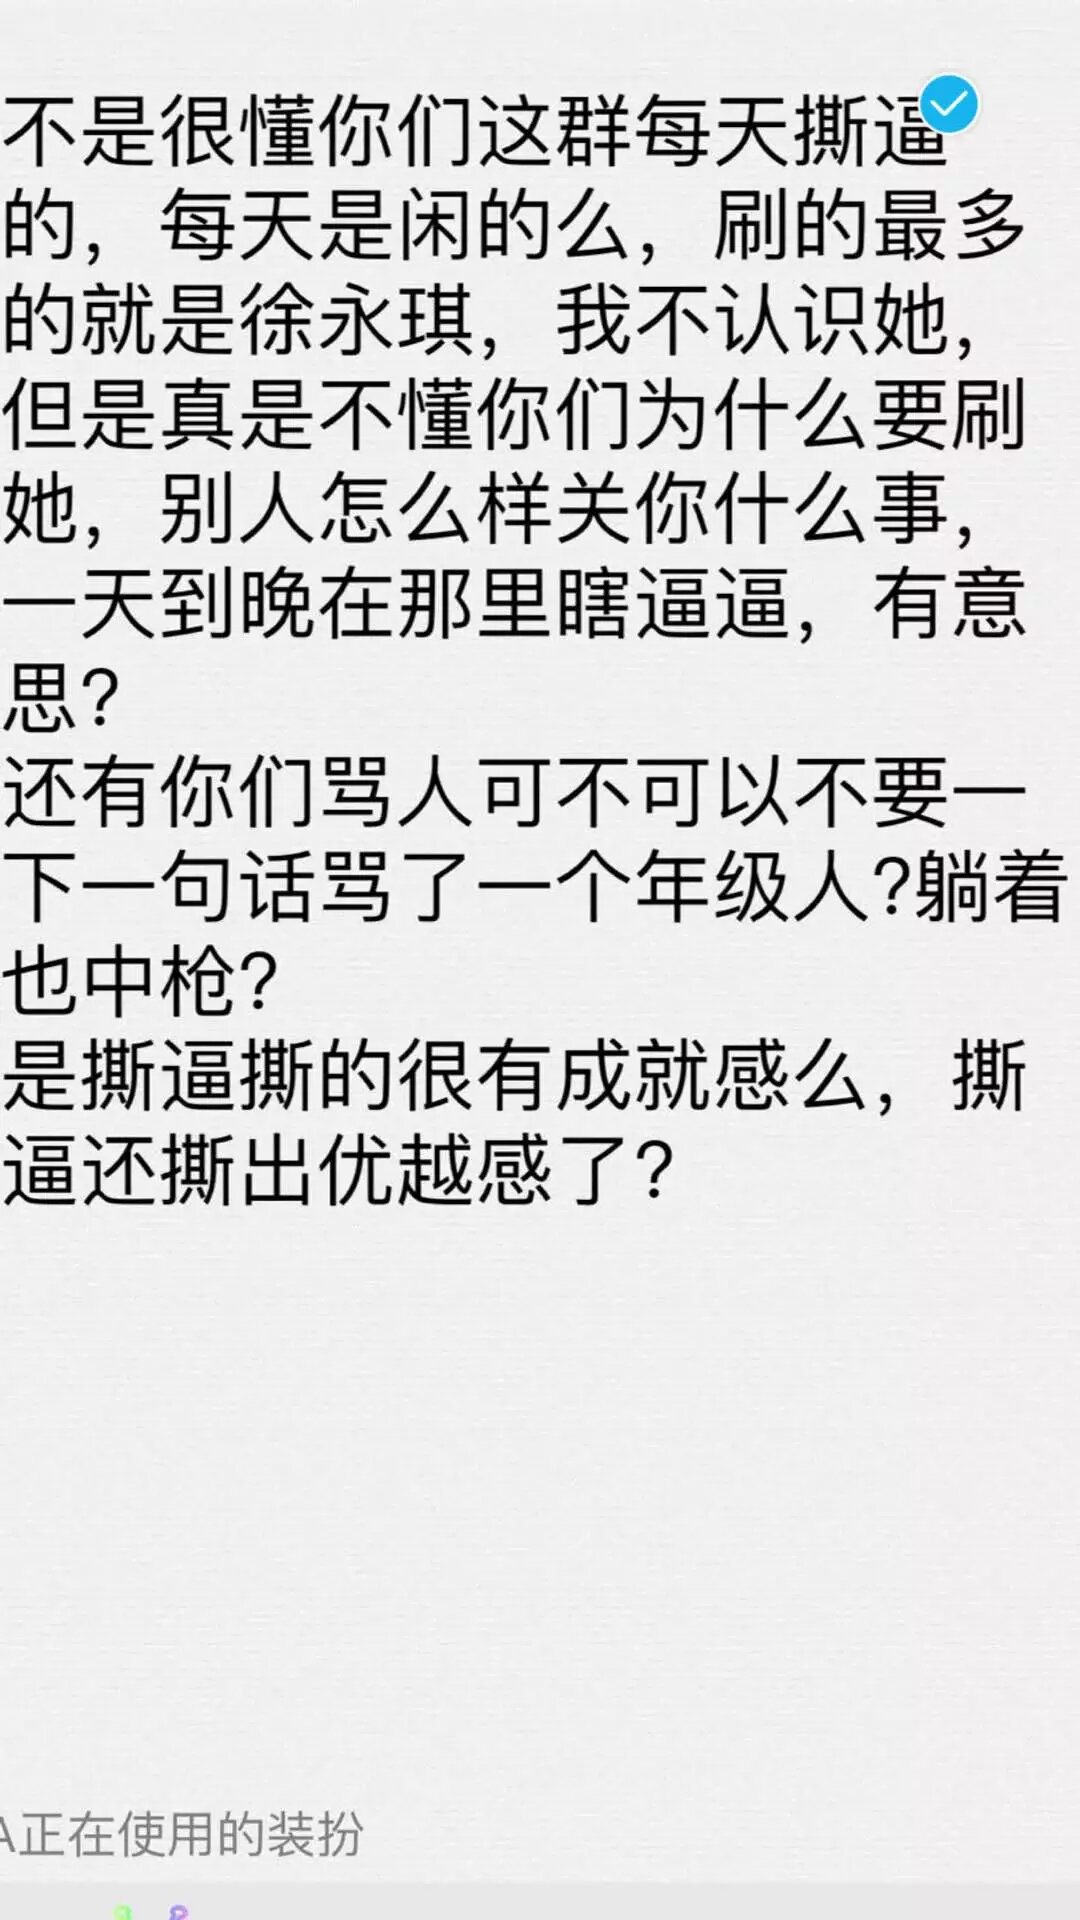 不是很懂你们这群每天撕逼
的，每天是闲的么，刷的最多
的就是徐永琪，我不认识她，
但是真是不懂你们为什么要刷
她，别人怎么样关你什么事，
一天到晚在那里瞎逼逼，有意
思？
还有你们骂人可不可以不要一
下一句话骂了一个年级人？躺着
也中枪？
是撕逼撕的很有成就感么，撕
逼还撕出优越感了？
A正在使用的装扮